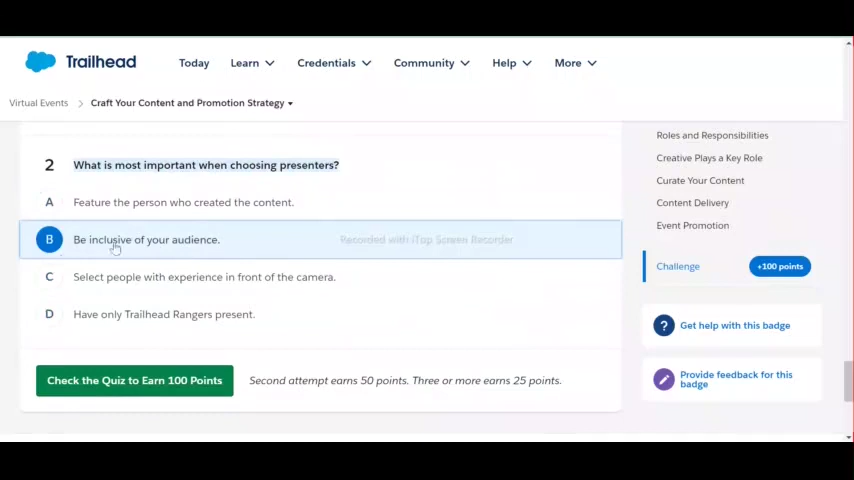 Trailhead Today Learn Credentials Community Help More
Virtual Events > Craft Your Content and Promotion Strategy
2 What is most important when choosing presenters?
A Feature the person who created the content.
B Be inclusive of your audience.
Recorded with iTop Screen Recorder
C Select people with experience in front of the camera.
D Have only Trailhead Rangers present.
Check the Quiz to Earn 100 Points Second attempt earns 50 points. Three or more earns 25 points.
Roles and Responsibilities
Creative Plays a Key Role
Curate Your Content
Content Delivery
Event Promotion
Challenge +100 points
? Get help with this badge
Provide feedback for this
badge